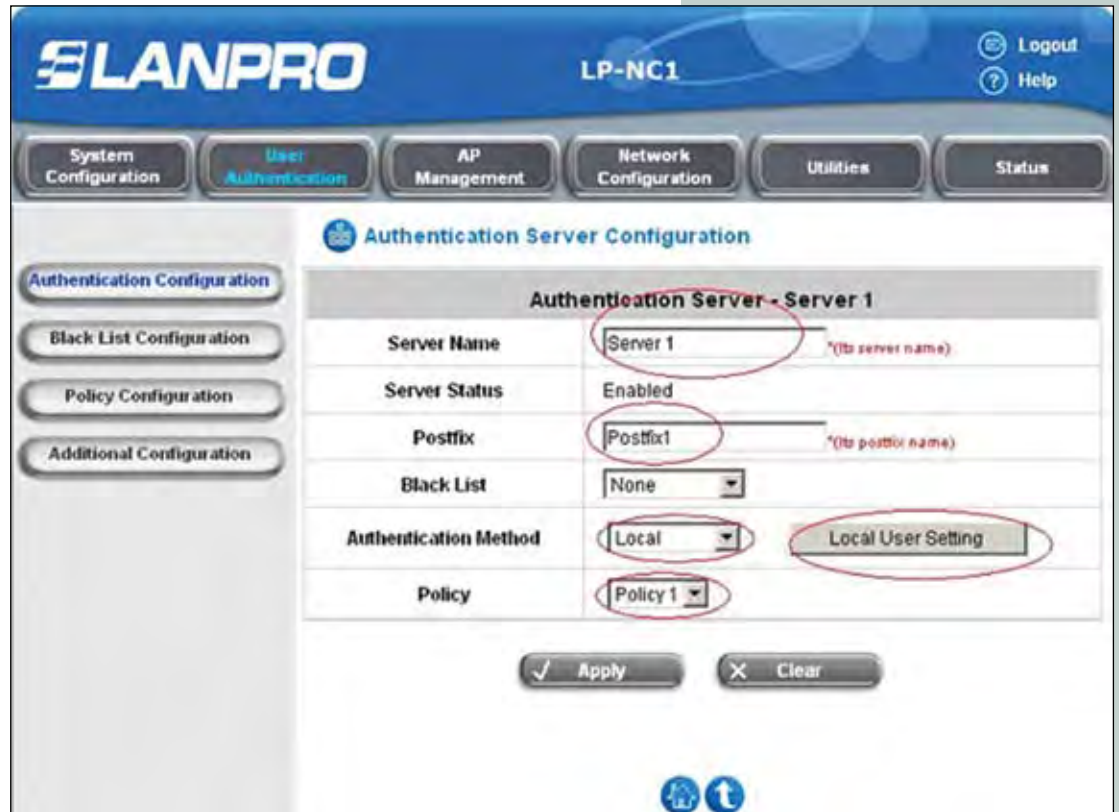 LANPRO
LP-NC1
Logout
Help
System Configuration
User Authentication
AP Management
Network Configuration
Utilities
Status
Authentication Configuration
Black List Configuration
Policy Configuration
Additional Configuration
Authentication Server Configuration
Authentication Server - Server 1
Server Name Server 1 *(Its server name)
Server Status Enabled
Postfix Postfix1 *(Its postfix name)
Black List None
Authentication Method Local Local User Setting
Policy Policy 1
Apply Clear